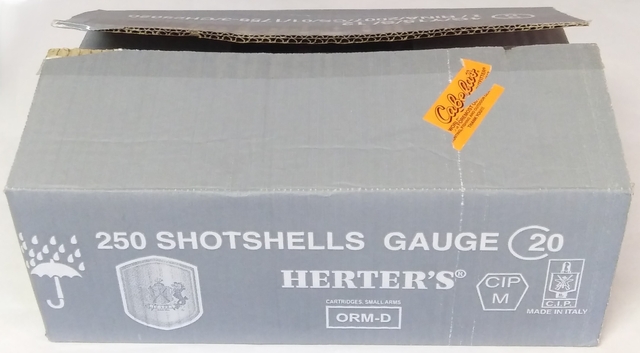 Cabela's
250 SHOTSHELLS GAUGE 20
HERTER'S®
CARTRIDGES, SMALL ARMS
ORM-D
CIP
M
C.I.P.
MADE IN ITALY